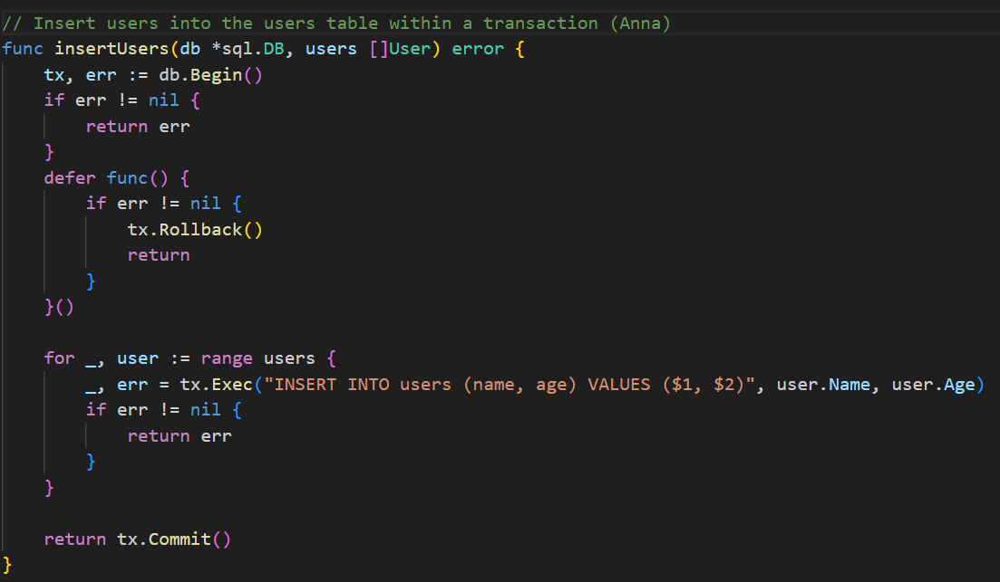 // Insert users into the users table within a transaction (Anna)
func insertUsers(db *sql.DB, users []User) error {
    tx, err := db.Begin()
    if err != nil {
        return err
    }
    defer func() {
        if err != nil {
            tx.Rollback()
            return
        }
    }()

    for _, user := range users {
        _, err = tx.Exec("INSERT INTO users (name, age) VALUES ($1, $2)", user.Name, user.Age)
        if err != nil {
            return err
        }
    }

    return tx.Commit()
}